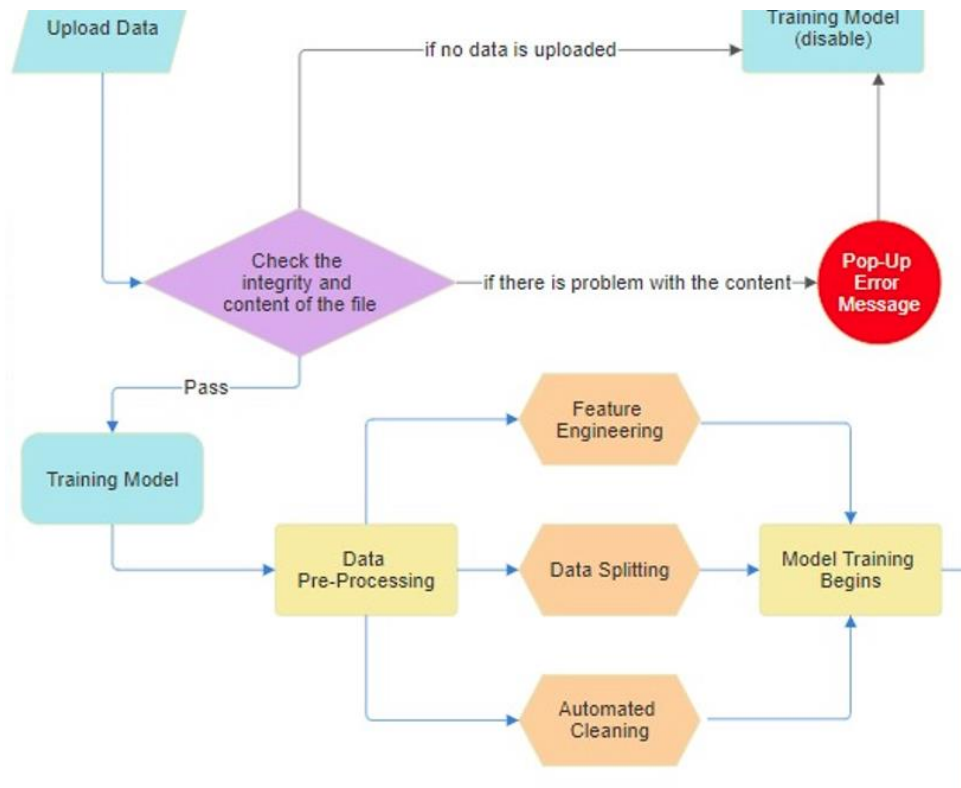 Upload Data
Training Model
(disable)
if no data is uploaded
Check the
integrity and
content of the file
if there is problem with the content
Pop-Up
Error
Message
Pass
Feature
Engineering
Training Model
Data
Pre-Processing
Data Splitting
Model Training
Begins
Automated
Cleaning